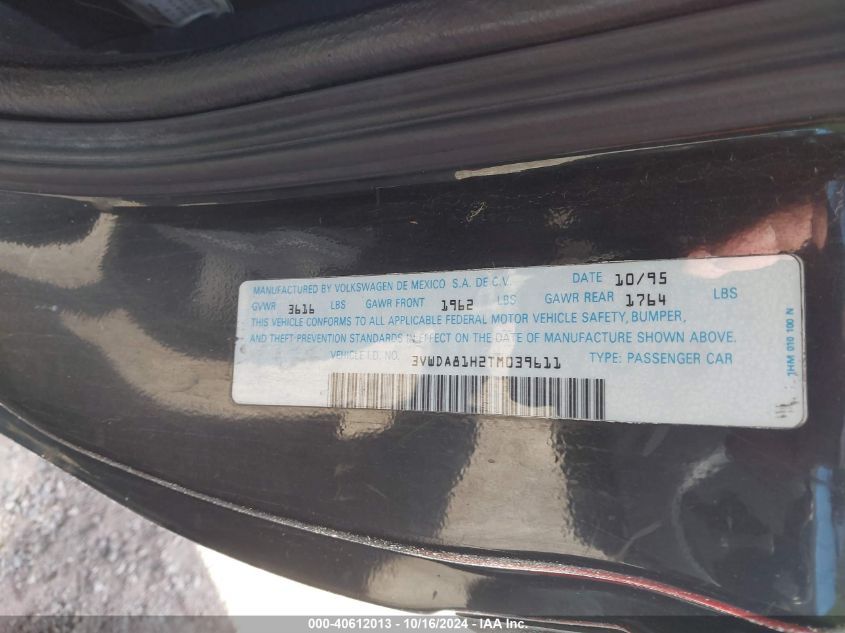 MANUFACTURED BY VOLKSWAGEN DE MEXICO S.A. DE C.V. DATE 10/95
GVWR 3616 LBS GAWR FRONT 1962 LBS GAWR REAR 1764 LBS
THIS VEHICLE CONFORMS TO ALL APPLICABLE FEDERAL MOTOR VEHICLE SAFETY, BUMPER,
AND THEFT PREVENTION STANDARDS IN EFFECT ON THE DATE OF MANUFACTURE SHOWN ABOVE.
VEHICLE I.D. NO. 3VWDA81H2TM039611 TYPE: PASSENGER CAR
1HM 010 100 N
000-40612013 - 10/16/2024 - IAA Inc.